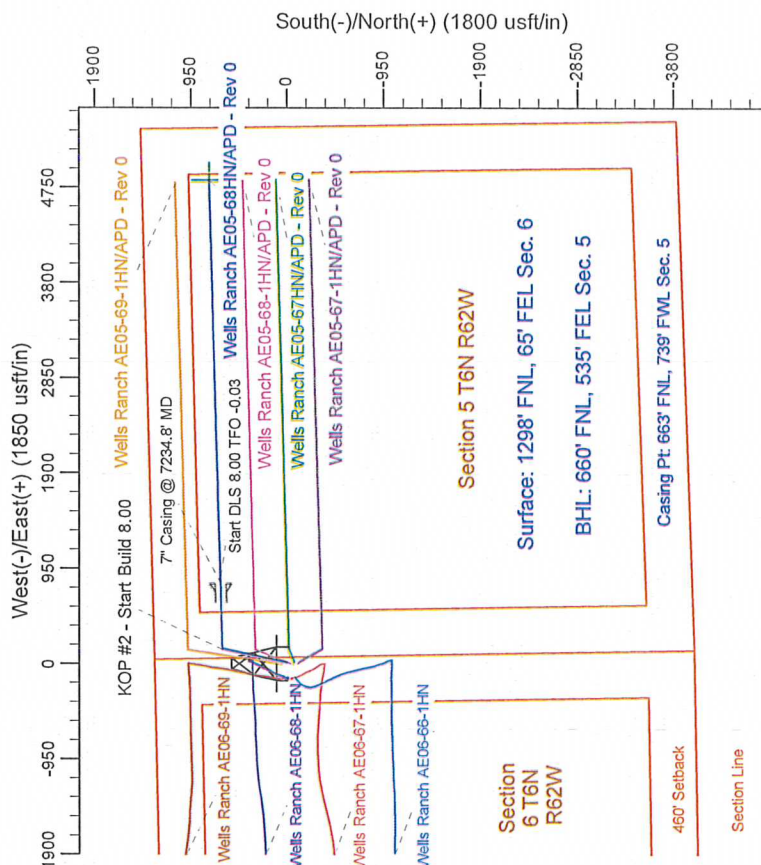 South(-)/North(+) (1800 usft/in)
-1900
-950
0
-950
-1900
-2850
-3800
West(-)/East(+) (1850 usft/in)
4750
3800
2850
1900
950
0
-950
-1900
Wells Ranch AE05-69-1HN/APD - Rev 0
Wells Ranch AE05-68HN/APD - Rev 0
Wells Ranch AE05-68-1HN/APD - Rev 0
Wells Ranch AE05-67HN/APD - Rev 0
Wells Ranch AE05-67-1HN/APD - Rev 0
KOP #2 - Start Build 8.00
7" Casing @ 7234.8' MD
Start DLS 8.00 TFO -0.03
Section 5 T6N R62W
Surface: 1298' FNL, 65' FEL Sec. 6
BHL: 660' FNL, 535' FEL Sec. 5
Casing Pt: 663' FNL, 739' FWL Sec. 5
Wells Ranch AE06-69-1HN
Wells Ranch AE06-68-1HN
Wells Ranch AE06-67-1HN
Wells Ranch AE06-66-1HN
Section
6 T6N
R62W
460' Setback
Section Line